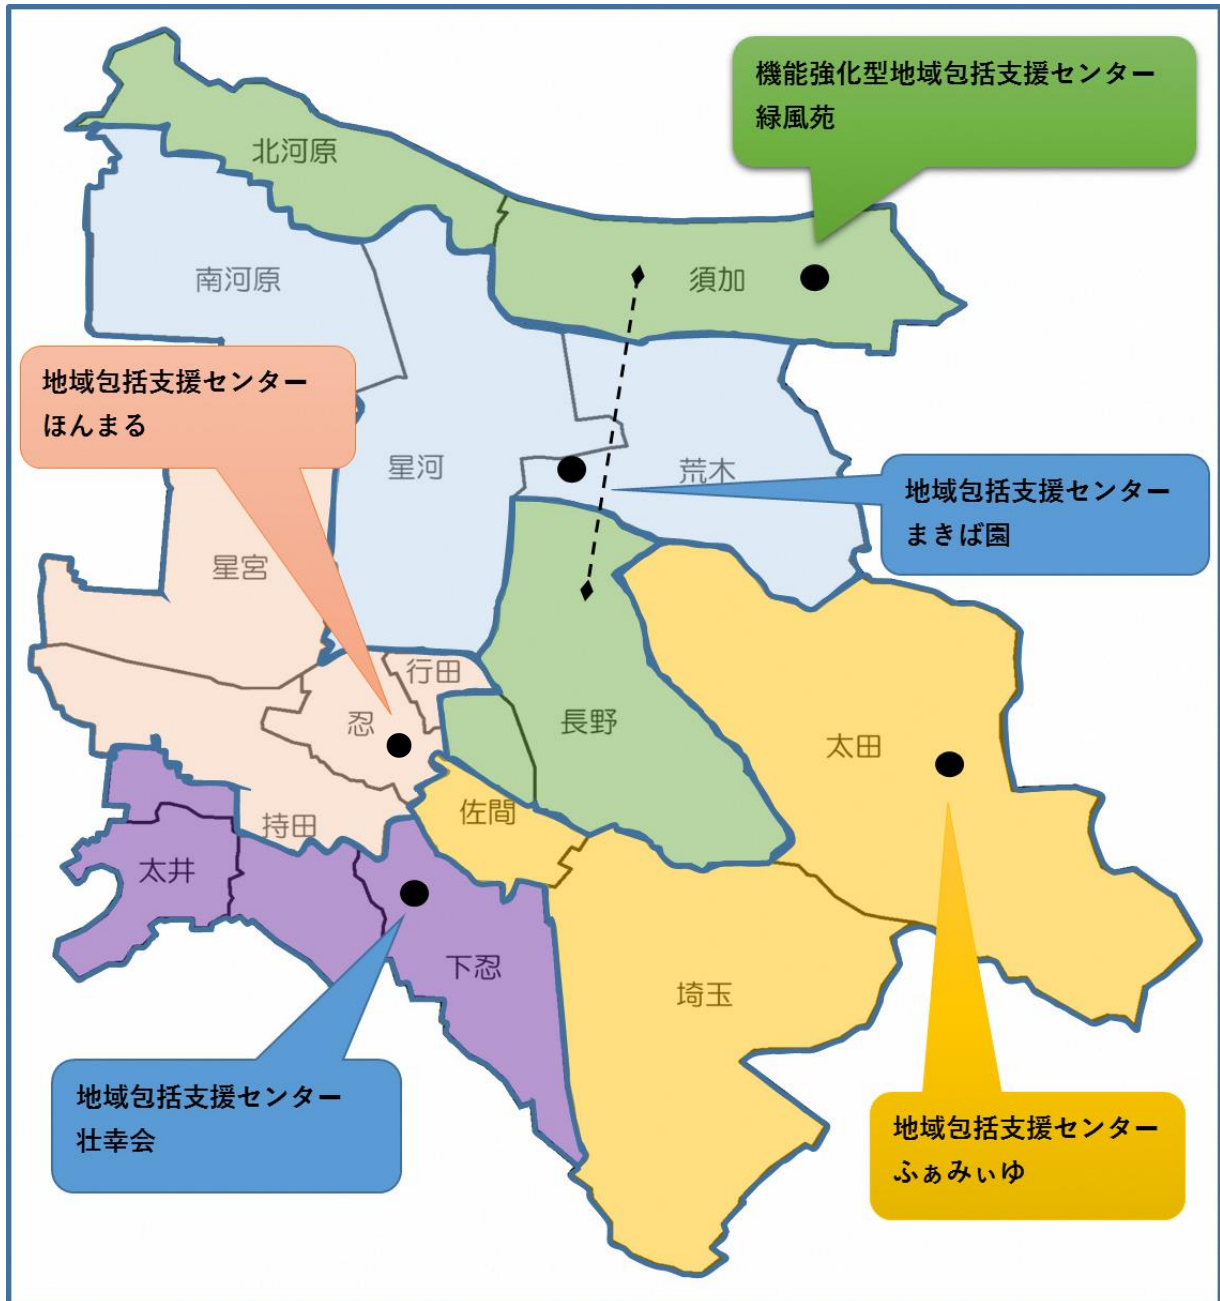 機能強化型地域包括支援センター
緑風苑
北河原
南河原
須加
地域包括支援センター
ほんまる
星河
荒木
地域包括支援センター
まきば園
星宮
行田
忍
長野
太田
佐間
持田
太井
下忍
埼玉
地域包括支援センター
壮幸会
地域包括支援センター
ふぁみぃゆ